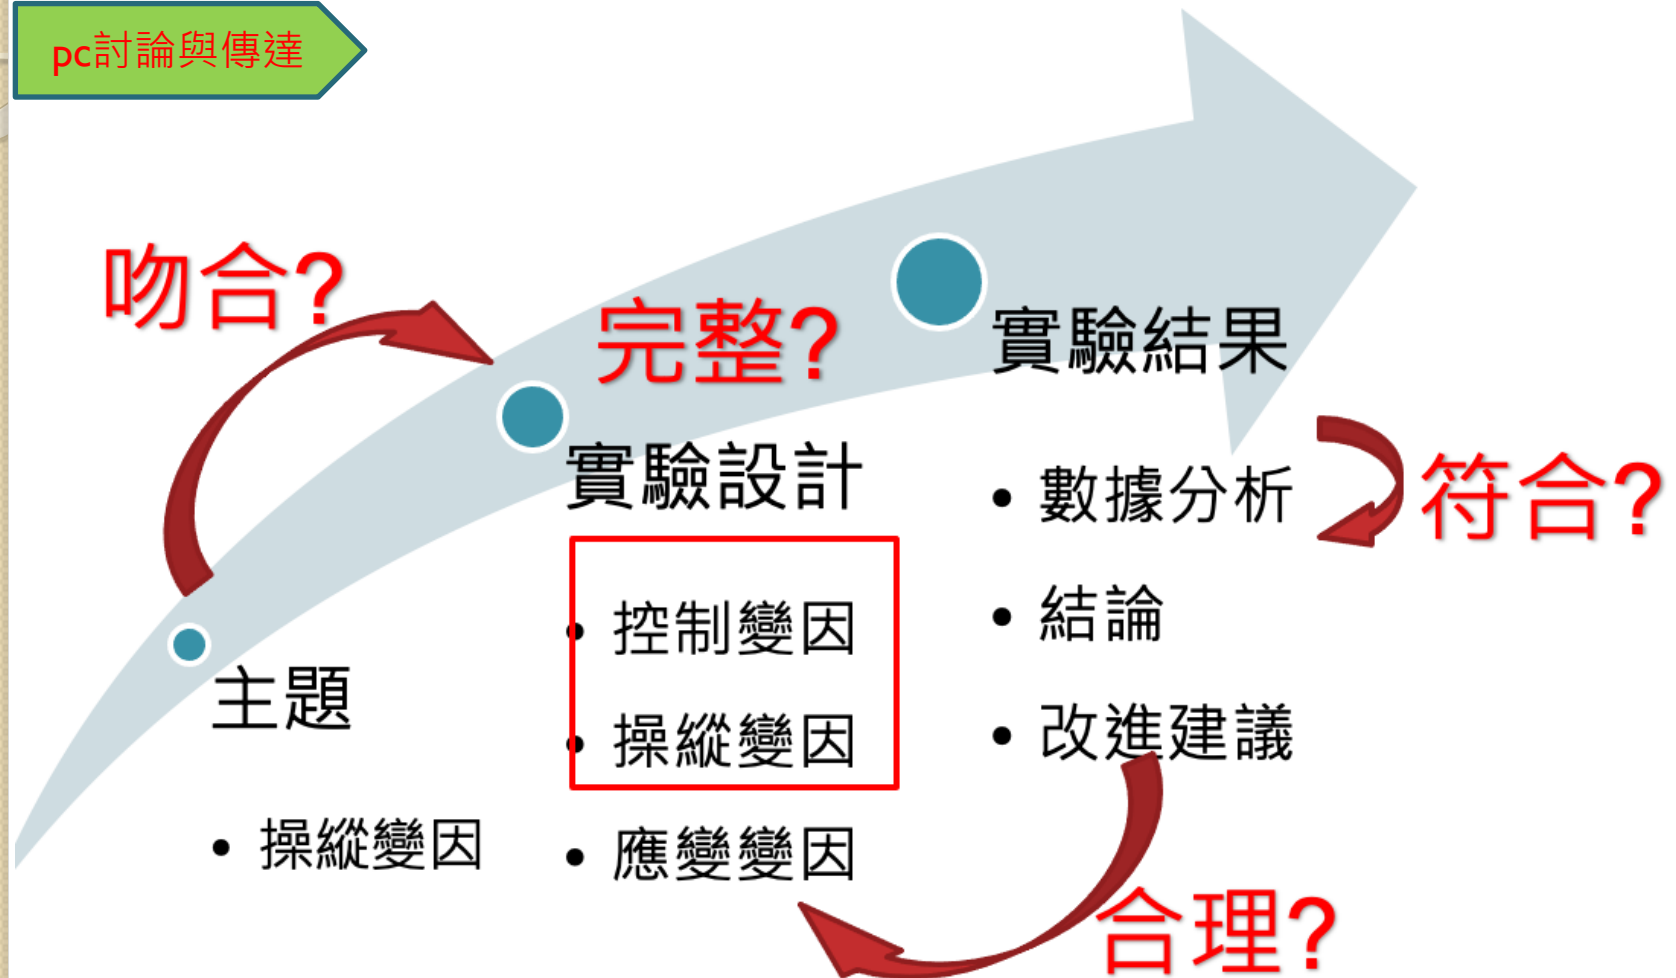 pc討論與傳達
吻合?
完整?
實驗結果
• 數據分析
• 結論
• 改進建議
符合?
實驗設計
• 控制變因
• 操縱變因
• 應變變因
主題
• 操縱變因
合理?